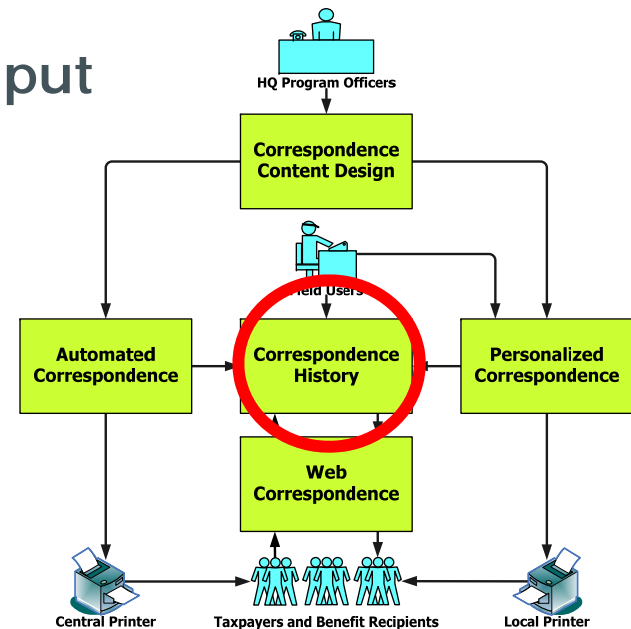 put
HQ Program Officers
Correspondence
Content Design
Field Users
Automated
Correspondence
Correspondence
History
Personalized
Correspondence
Web
Correspondence
Central Printer
Taxpayers and Benefit Recipients
Local Printer